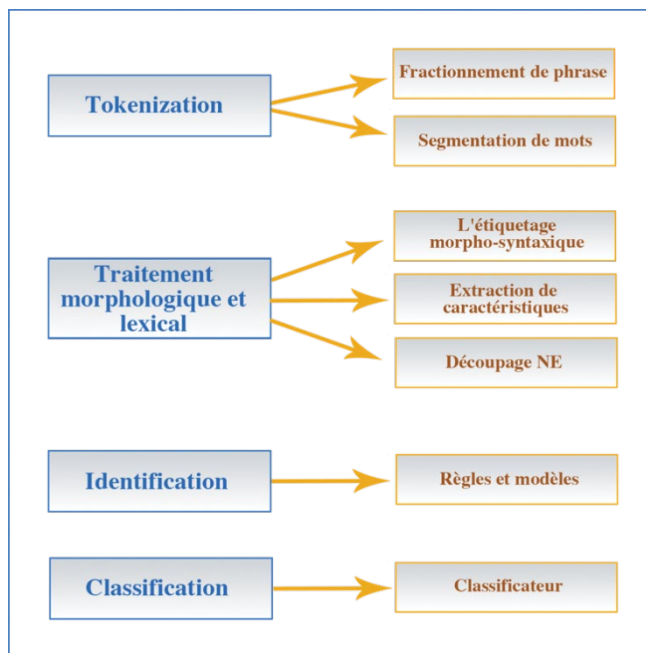 Tokenization
Fractionnement de phrase
Segmentation de mots
Traitement
morphologique et
lexical
L'étiquetage
morpho-syntaxique
Extraction de
caractéristiques
Découpage NE
Identification
Règles et modèles
Classification
Classificateur